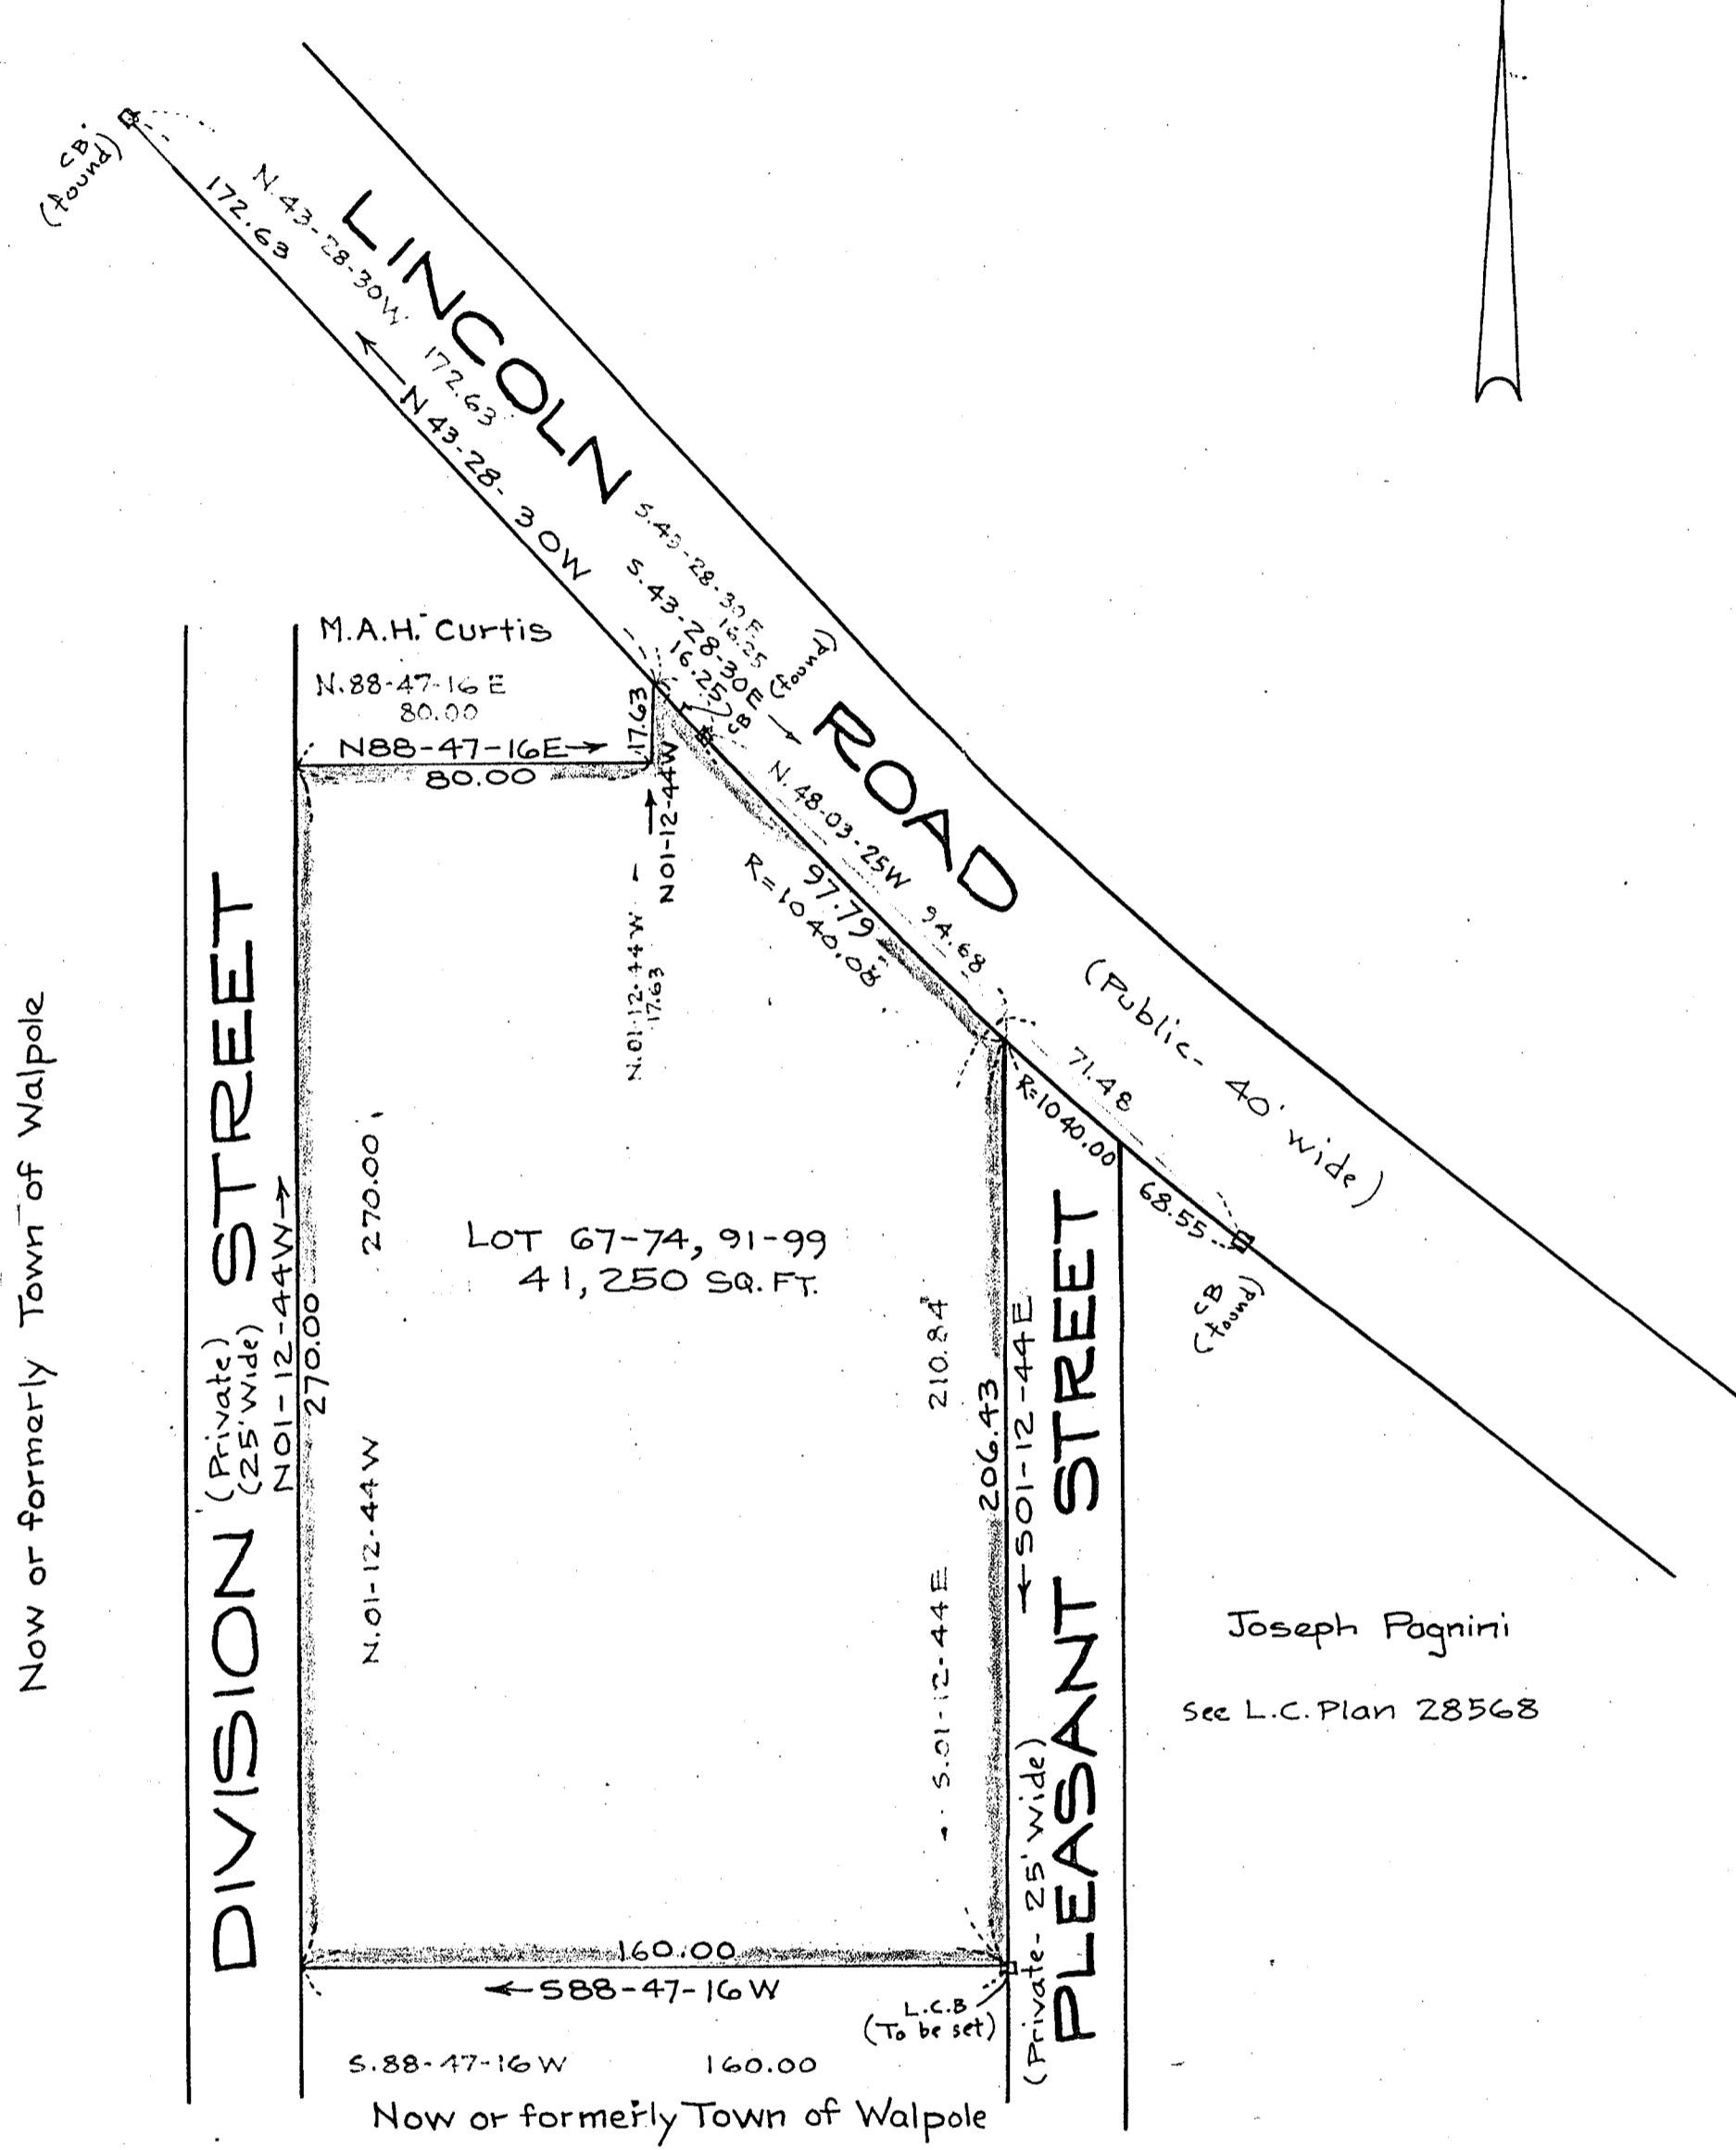 CB
(found)
N.43-28-30W.
172.63
172.63
LINCOLN ROAD
N43-28-30W
S.43-28-30E
16.25
S.43-28-30E
16.25
CB
(found)
M.A.H. Curtis
N.88-47-16 E
80.00
N88-47-16E
80.00
17.63
N01-12-44W
N.01-12-44W
17.63
N.48-03-25W 94.68
97.79
R=1040.08
(Public- 40' wide)
71.48
R=1040.00
68.55
CB
(found)
Now or formerly Town of Walpole
DIVISION STREET
(Private)
(25' Wide)
N01-12-44W
270.00
N.01-12-44W 270.00
LOT 67-74, 91-99
41,250 SQ.FT.
S.01-12-44E 210.84
206.43
S01-12-44E
PLEASANT STREET
(Private- 25' Wide)
Joseph Pagnini
See L.C. Plan 28568
160.00
S88-47-16W
L.C.B
(To be set)
S.88-47-16W 160.00
Now or formerly Town of Walpole